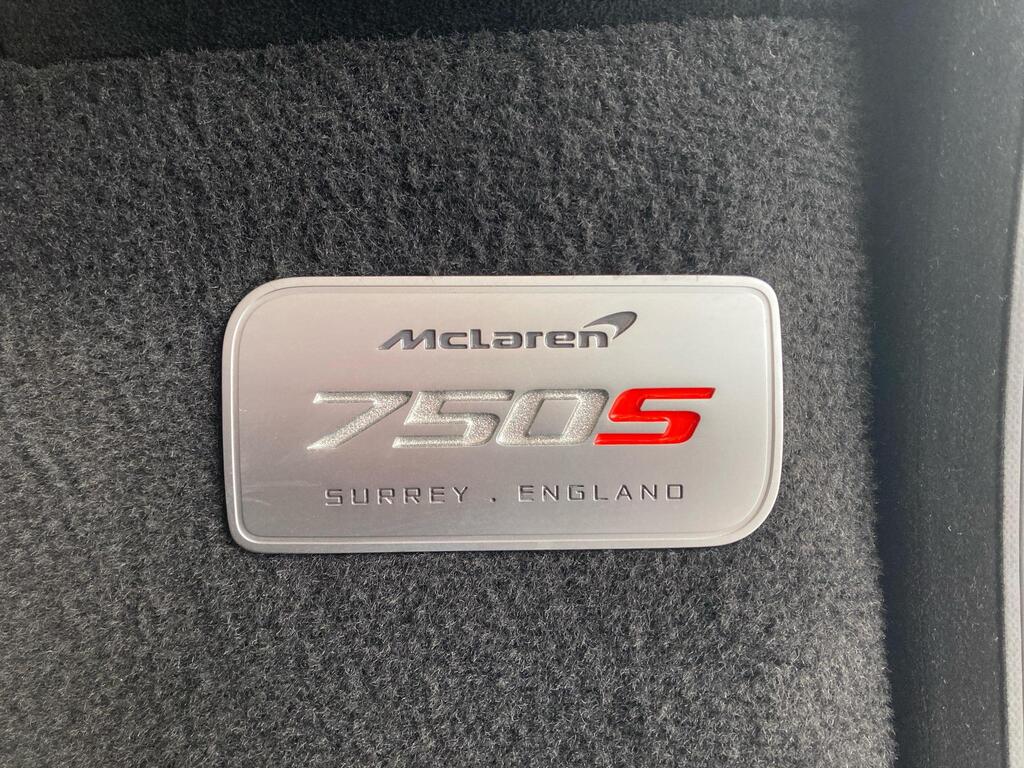 McLaren
750S
SURREY . ENGLAND